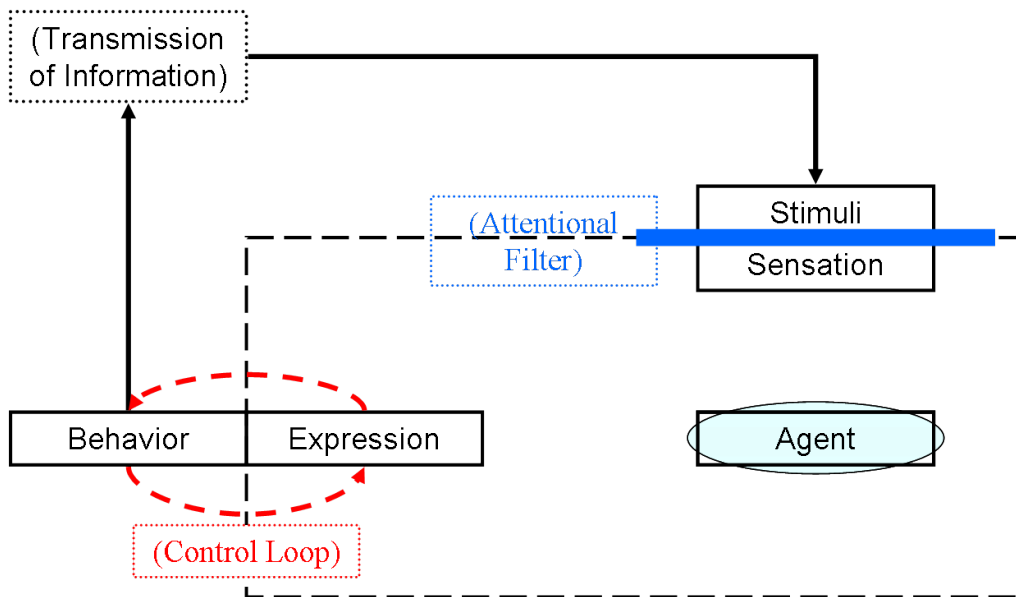 (Transmission
of Information)
(Attentional
Filter)
Stimuli
Sensation
Behavior
Expression
Agent
(Control Loop)